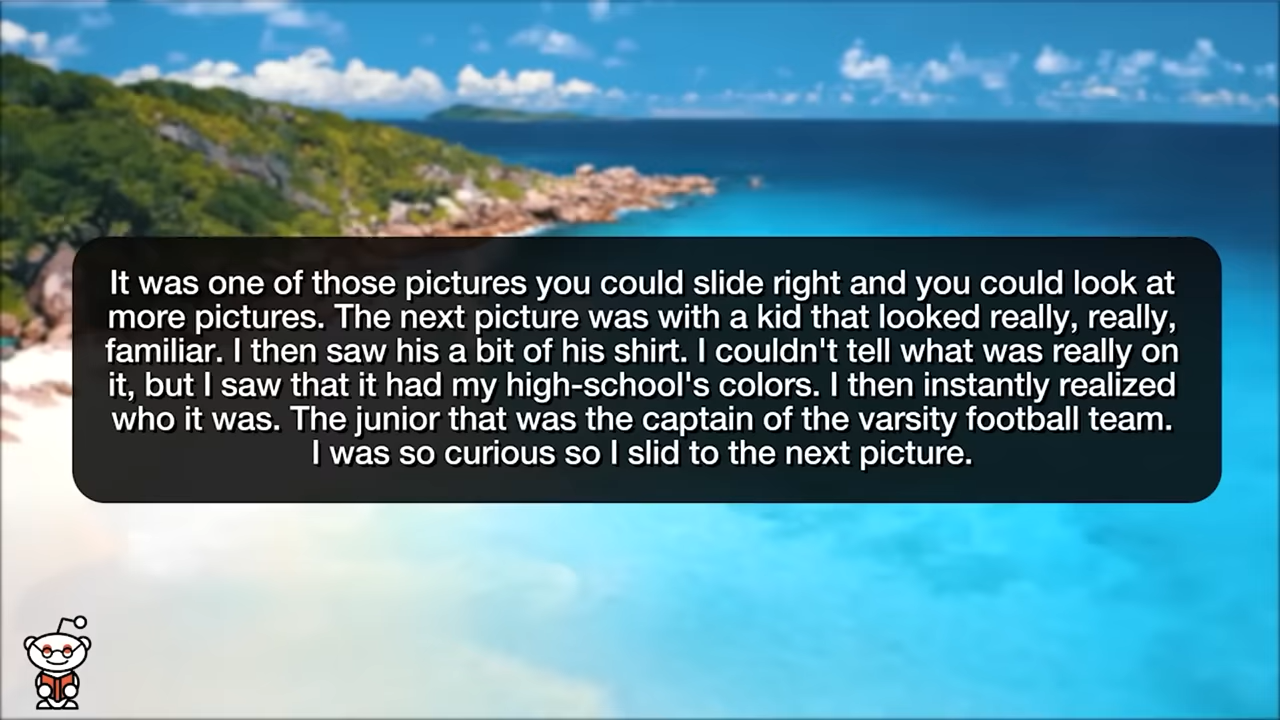 It was one of those pictures you could slide right and you could look at
more pictures. The next picture was with a kid that looked really, really,
familiar. I then saw his a bit of his shirt. I couldn't tell what was really on
it, but I saw that it had my high-school's colors. I then instantly realized
who it was. The junior that was the captain of the varsity football team.
I was so curious so I slid to the next picture.